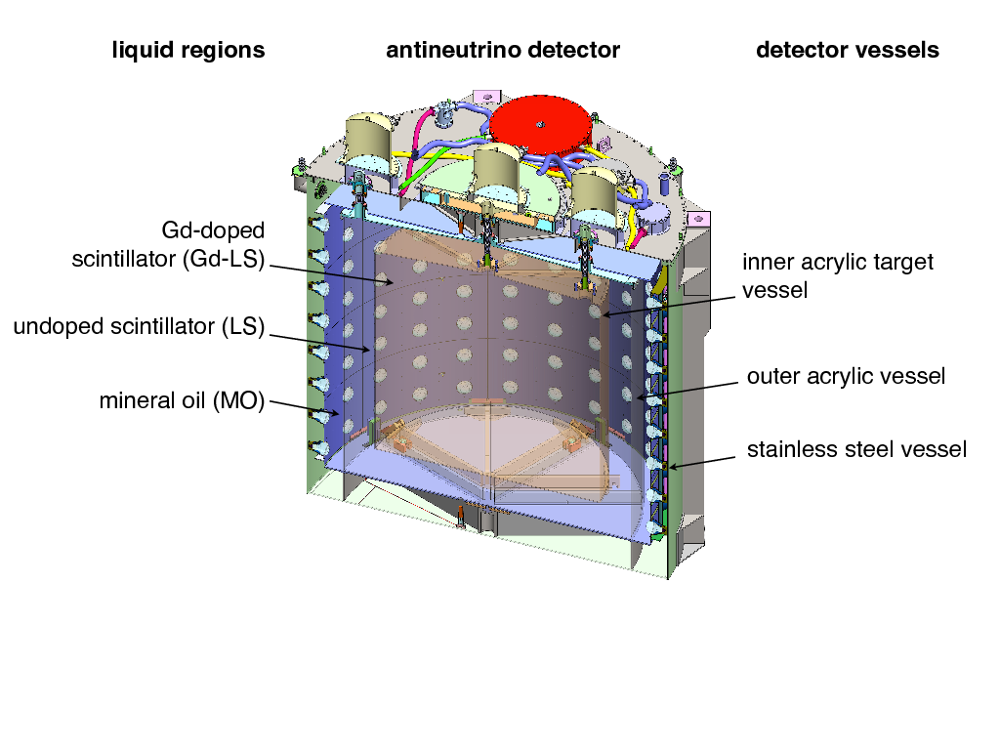 liquid regions
antineutrino detector
detector vessels
Gd-doped
scintillator (Gd-LS)
undoped scintillator (LS)
mineral oil (MO)
inner acrylic target
vessel
outer acrylic vessel
stainless steel vessel